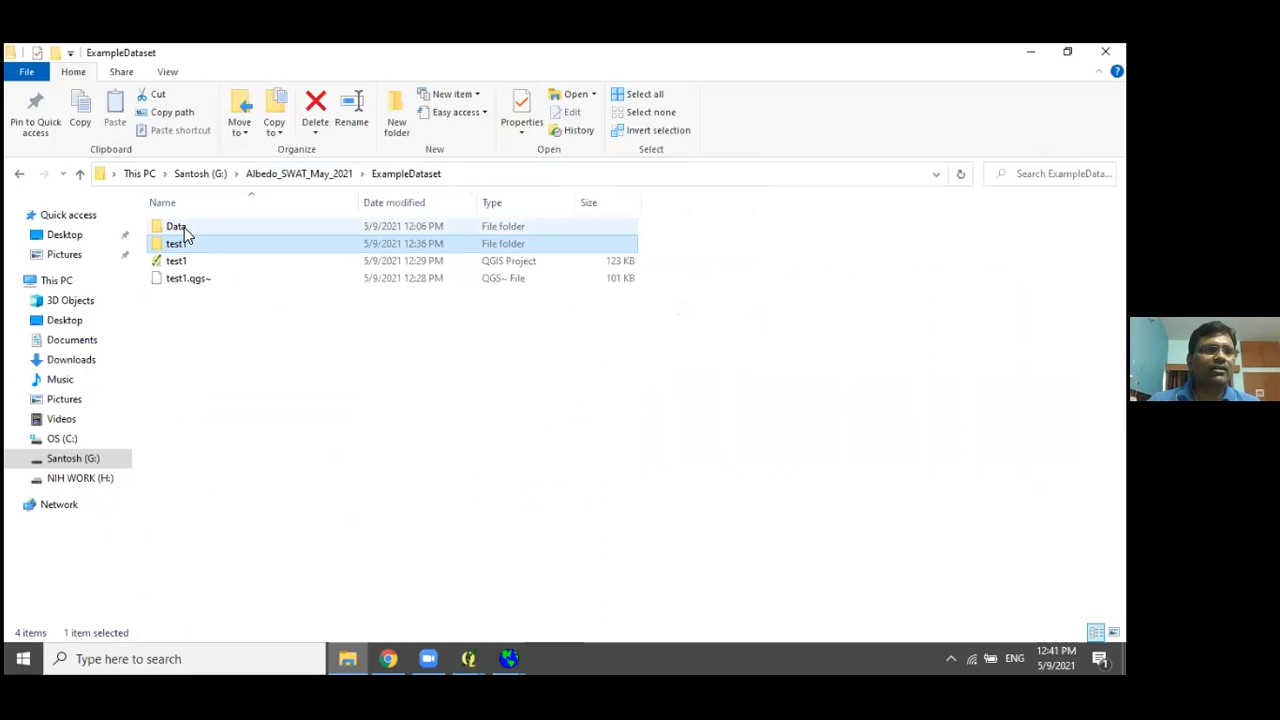 ExampleDataset
File Home Share View
Cut
Copy path
Paste shortcut
Pin to Quick access
Copy
Paste
Move to
Copy to
Delete
Rename
New folder
New item
Easy access
Properties
Open
Edit
History
Select all
Select none
Invert selection
Clipboard Organize New Open Select
This PC Santosh (G:) Albedo_SWAT_May_2021 ExampleDataset
Search ExampleData...
Name Date modified Type Size
Data 5/9/2021 12:06 PM File folder
test1 5/9/2021 12:36 PM File folder
test1 5/9/2021 12:29 PM QGIS Project 123 KB
test1.qgs~ 5/9/2021 12:28 PM QGS~ File 101 KB
Quick access
Desktop
Pictures
This PC
3D Objects
Desktop
Documents
Downloads
Music
Pictures
Videos
OS (C:)
Santosh (G:)
NIH WORK (H:)
Network
4 items 1 item selected
Type here to search
ENG
12:41 PM
5/9/2021
1